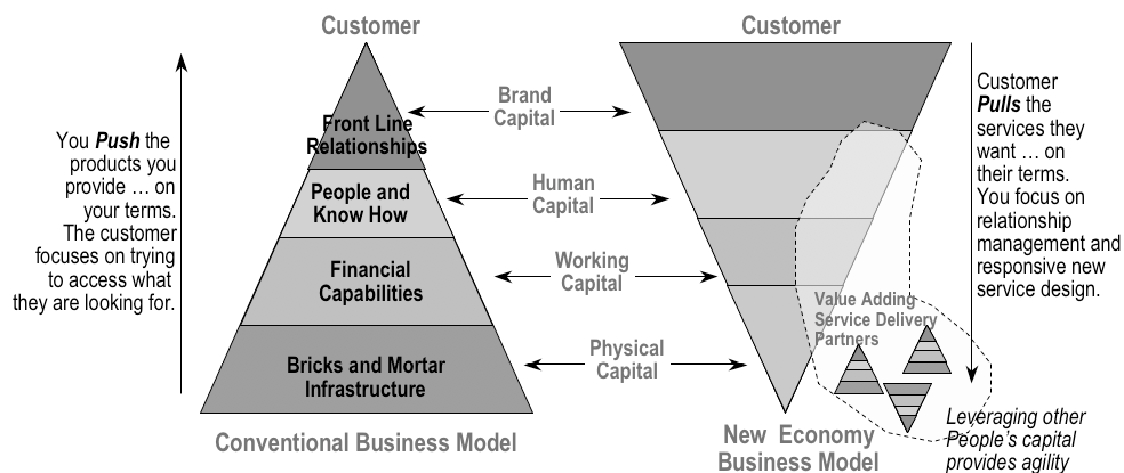 Customer
Customer
You Push the
products you
provide ... on
your terms.
The customer
focuses on trying
to access what
they are looking for.
Front Line
Relationships
People and
Know How
Financial
Capabilities
Bricks and Mortar
Infrastructure
Conventional Business Model
Brand
Capital
Human
Capital
Working
Capital
Physical
Capital
Value Adding
Service Delivery
Partners
New Economy
Business Model
Customer
Pulls the
services they
want ... on
their terms.
You focus on
relationship
management and
responsive new
service design.
Leveraging other
People's capital
provides agility